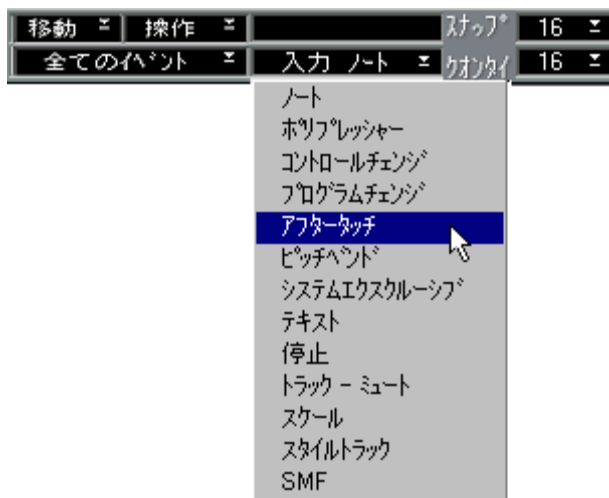 移動 操作 ｽﾅｯﾌﾟ 16
全てのｲﾍﾞﾝﾄ 入力 ﾉｰﾄ ｸｵﾝﾀｲ 16
ﾉｰﾄ
ﾎﾟﾘﾌﾟﾚｯｼｬｰ
ｺﾝﾄﾛｰﾙﾁｪﾝｼﾞ
ﾌﾟﾛｸﾞﾗﾑﾁｪﾝｼﾞ
ｱﾌﾀｰﾀｯﾁ
ﾋﾟｯﾁﾍﾞﾝﾄﾞ
ｼｽﾃﾑｴｸｽｸﾙｰｼﾌﾞ
ﾃｷｽﾄ
停止
ﾄﾗｯｸ - ﾐｭｰﾄ
ｽｹｰﾙ
ｽﾀｲﾙﾄﾗｯｸ
SMF